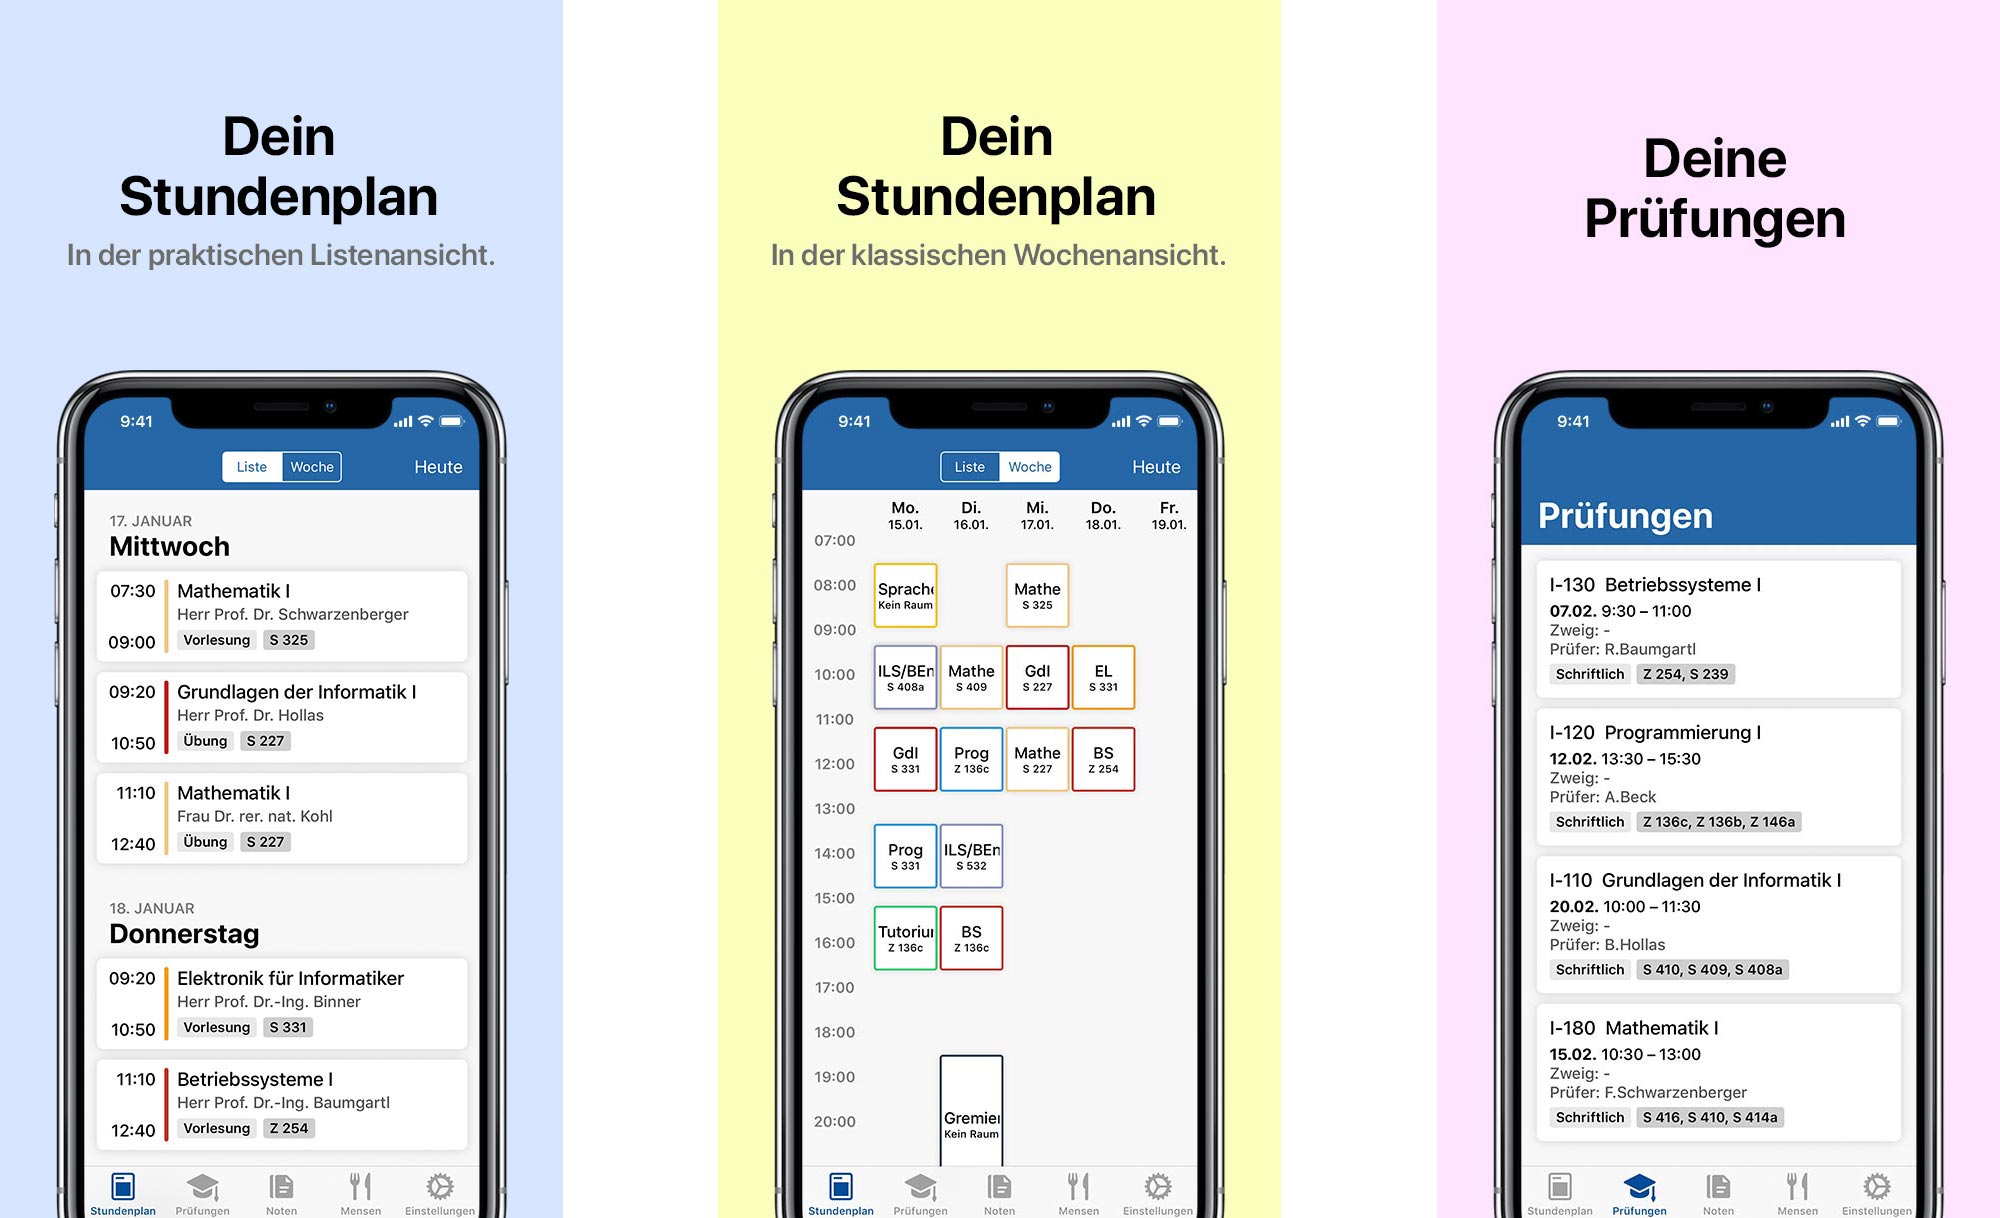 Dein
Stundenplan
In der praktischen Listenansicht.
9:41
Liste Woche Heute
17. JANUAR
Mittwoch
07:30 Mathematik I
Herr Prof. Dr. Schwarzenberger
09:00 Vorlesung S 325
09:20 Grundlagen der Informatik I
Herr Prof. Dr. Hollas
10:50 Übung S 227
11:10 Mathematik I
Frau Dr. rer. nat. Kohl
12:40 Übung S 227
18. JANUAR
Donnerstag
09:20 Elektronik für Informatiker
Herr Prof. Dr.-Ing. Binner
10:50 Vorlesung S 331
11:10 Betriebssysteme I
Herr Prof. Dr.-Ing. Baumgartl
12:40 Vorlesung Z 254
Stundenplan Prüfungen Noten Mensen Einstellungen
Dein
Stundenplan
In der klassischen Wochenansicht.
9:41
Liste Woche Heute
Mo. Di. Mi. Do. Fr.
15.01. 16.01. 17.01. 18.01. 19.01.
07:00
08:00 Sprache Mathe
Kein Raum S 325
09:00
10:00 ILS/BEn Mathe GdI EL
S 408a S 409 S 227 S 331
11:00
12:00 GdI Prog Mathe BS
S 331 Z 136c S 227 Z 254
13:00
14:00 Prog ILS/BEn
S 331 S 532
15:00
16:00 Tutoriu Z 136c BS
Z 136c
17:00
18:00
19:00
20:00 Gremien
Kein Raum
Stundenplan Prüfungen Noten Mensen Einstellungen
Deine
Prüfungen
9:41
Prüfungen
I-130 Betriebssysteme I
07.02. 9:30 – 11:00
Zweig: -
Prüfer: R.Baumgartl
Schriftlich Z 254, S 239
I-120 Programmierung I
12.02. 13:30 – 15:30
Zweig: -
Prüfer: A.Beck
Schriftlich Z 136c, Z 136b, Z 146a
I-110 Grundlagen der Informatik I
20.02. 10:00 – 11:30
Zweig: -
Prüfer: B.Hollas
Schriftlich S 410, S 409, S 408a
I-180 Mathematik I
15.02. 10:30 – 13:00
Zweig: -
Prüfer: F.Schwarzenberger
Schriftlich S 416, S 410, S 414a
Stundenplan Prüfungen Noten Mensen Einstellungen